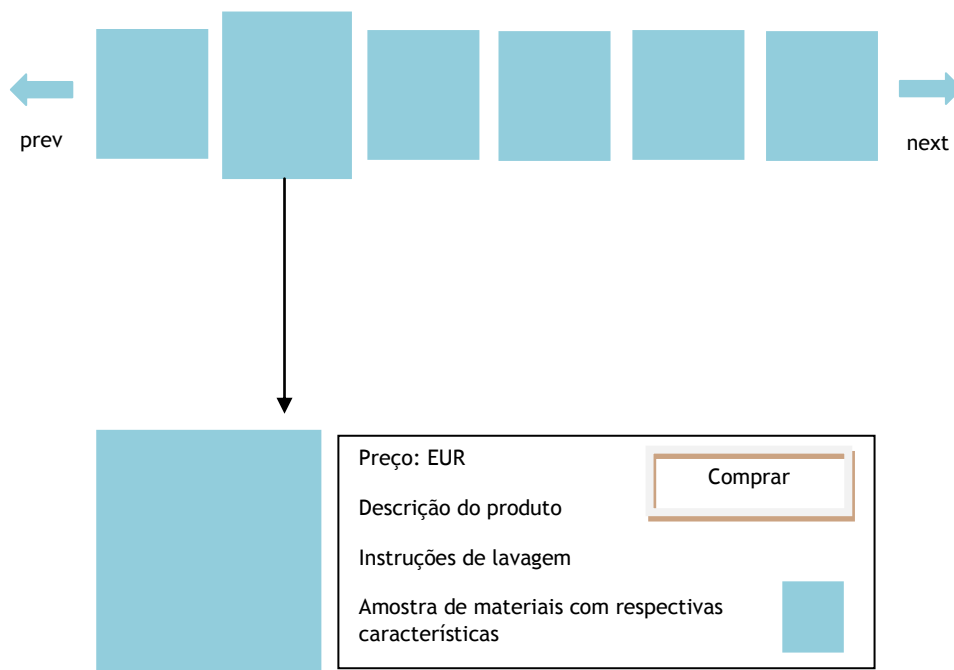 prev
next
Preço: EUR
Comprar
Descrição do produto
Instruções de lavagem
Amostra de materiais com respectivas
características